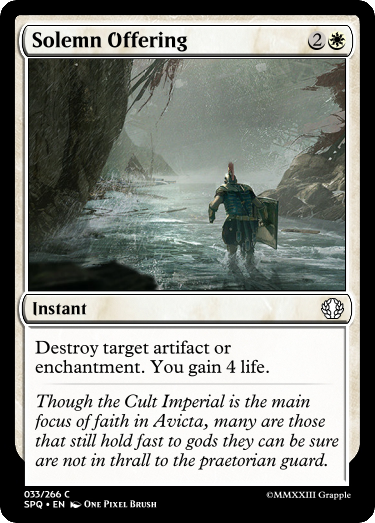 Solemn Offering 2
Instant
Destroy target artifact or
enchantment. You gain 4 life.
Though the Cult Imperial is the main
focus of faith in Avicta, many are those
that still hold fast to gods they can be sure
are not in thrall to the praetorian guard.
033/266 C
SPQ • EN One Pixel Brush
©MMXXIII Grapple